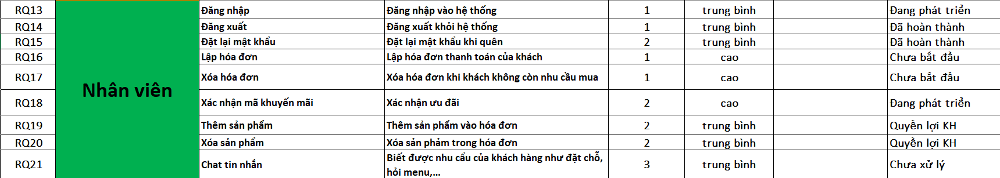 RQ13 Đăng nhập Đăng nhập vào hệ thống 1 trung bình Đang phát triển
RQ14 Đăng xuất Đăng xuất khỏi hệ thống 1 trung bình Đã hoàn thành
RQ15 Đặt lại mật khẩu Đặt lại mật khẩu khi quên 2 trung bình Đã hoàn thành
RQ16 Lập hóa đơn Lập hóa đơn thanh toán của khách 1 cao Chưa bắt đầu
RQ17 Xóa hóa đơn Xóa hóa đơn khi khách không còn nhu cầu mua 1 cao Chưa bắt đầu
Nhân viên
RQ18 Xác nhận mã khuyến mãi Xác nhận ưu đãi 2 cao Đang phát triển
RQ19 Thêm sản phẩm Thêm sản phẩm vào hóa đơn 2 trung bình Quyền lợi KH
RQ20 Xóa sản phẩm Xóa sản phảm trong hóa đơn 2 trung bình Quyền lợi KH
RQ21 Chat tin nhắn Biết được nhu cẩu của khách hàng như đặt chỗ, 3 trung bình Chưa xử lý
hỏi menu,...